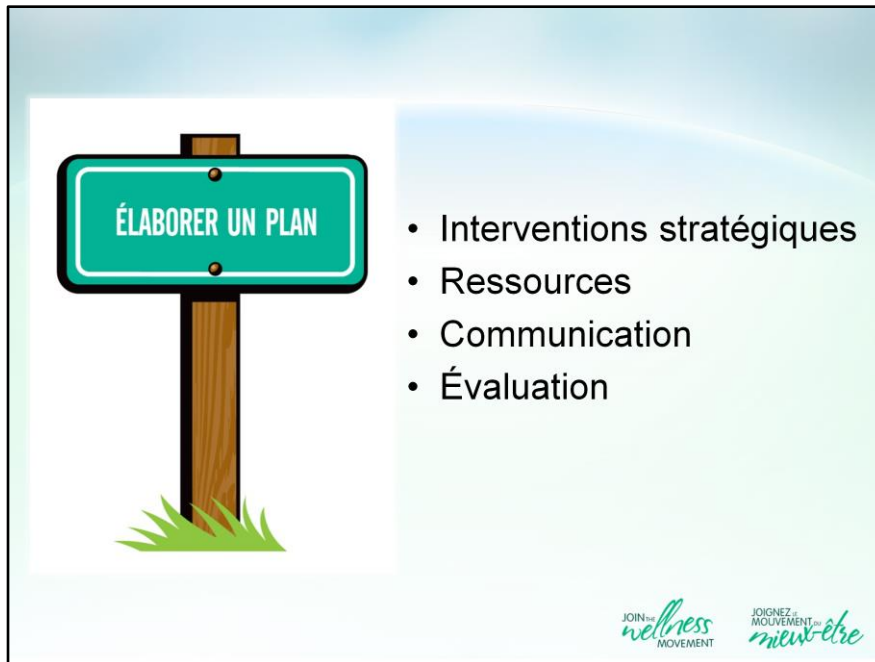 ÉLABORER UN PLAN
• Interventions stratégiques
• Ressources
• Communication
• Évaluation
JOIN THE
wellness
MOVEMENT
JOIGNEZ LE
MOUVEMENT DU
mieux-être